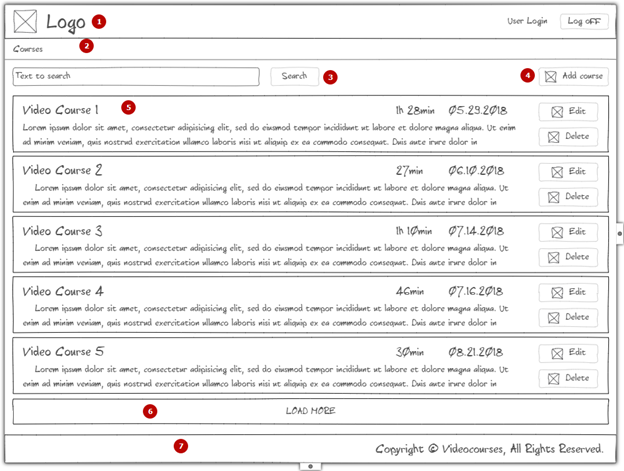 Logo 1
User Login Log off
Courses 2
Text to search Search 3 4 Add course
Video Course 1 5 1h 28min 05.29.2018 Edit
Lorem ipsum dolor sit amet, consectetur adipisicing elit, sed do eiusmod tempor incididunt ut labore et dolore magna aliqua. Ut enim
ad minim veniam, quis nostrud exercitation ullamco laboris nisi ut aliquip ex ea commodo consequat. Duis aute irure dolor in
Delete
Video Course 2 27min 06.10.2018 Edit
Lorem ipsum dolor sit amet, consectetur adipisicing elit, sed do eiusmod tempor incididunt ut labore et dolore magna aliqua. Ut
enim ad minim veniam, quis nostrud exercitation ullamco laboris nisi ut aliquip ex ea commodo consequat. Duis aute irure dolor in
Delete
Video Course 3 1h 10min 07.14.2018 Edit
Lorem ipsum dolor sit amet, consectetur adipisicing elit, sed do eiusmod tempor incididunt ut labore et dolore magna aliqua. Ut
enim ad minim veniam, quis nostrud exercitation ullamco laboris nisi ut aliquip ex ea commodo consequat. Duis aute irure dolor in
Delete
Video Course 4 46min 07.16.2018 Edit
Lorem ipsum dolor sit amet, consectetur adipisicing elit, sed do eiusmod tempor incididunt ut labore et dolore magna aliqua. Ut
enim ad minim veniam, quis nostrud exercitation ullamco laboris nisi ut aliquip ex ea commodo consequat. Duis aute irure dolor in
Delete
Video Course 5 30min 08.21.2018 Edit
Lorem ipsum dolor sit amet, consectetur adipisicing elit, sed do eiusmod tempor incididunt ut labore et dolore magna aliqua. Ut
enim ad minim veniam, quis nostrud exercitation ullamco laboris nisi ut aliquip ex ea commodo consequat. Duis aute irure dolor in
Delete
6 LOAD MORE
7 Copyright © Videocourses, All Rights Reserved.